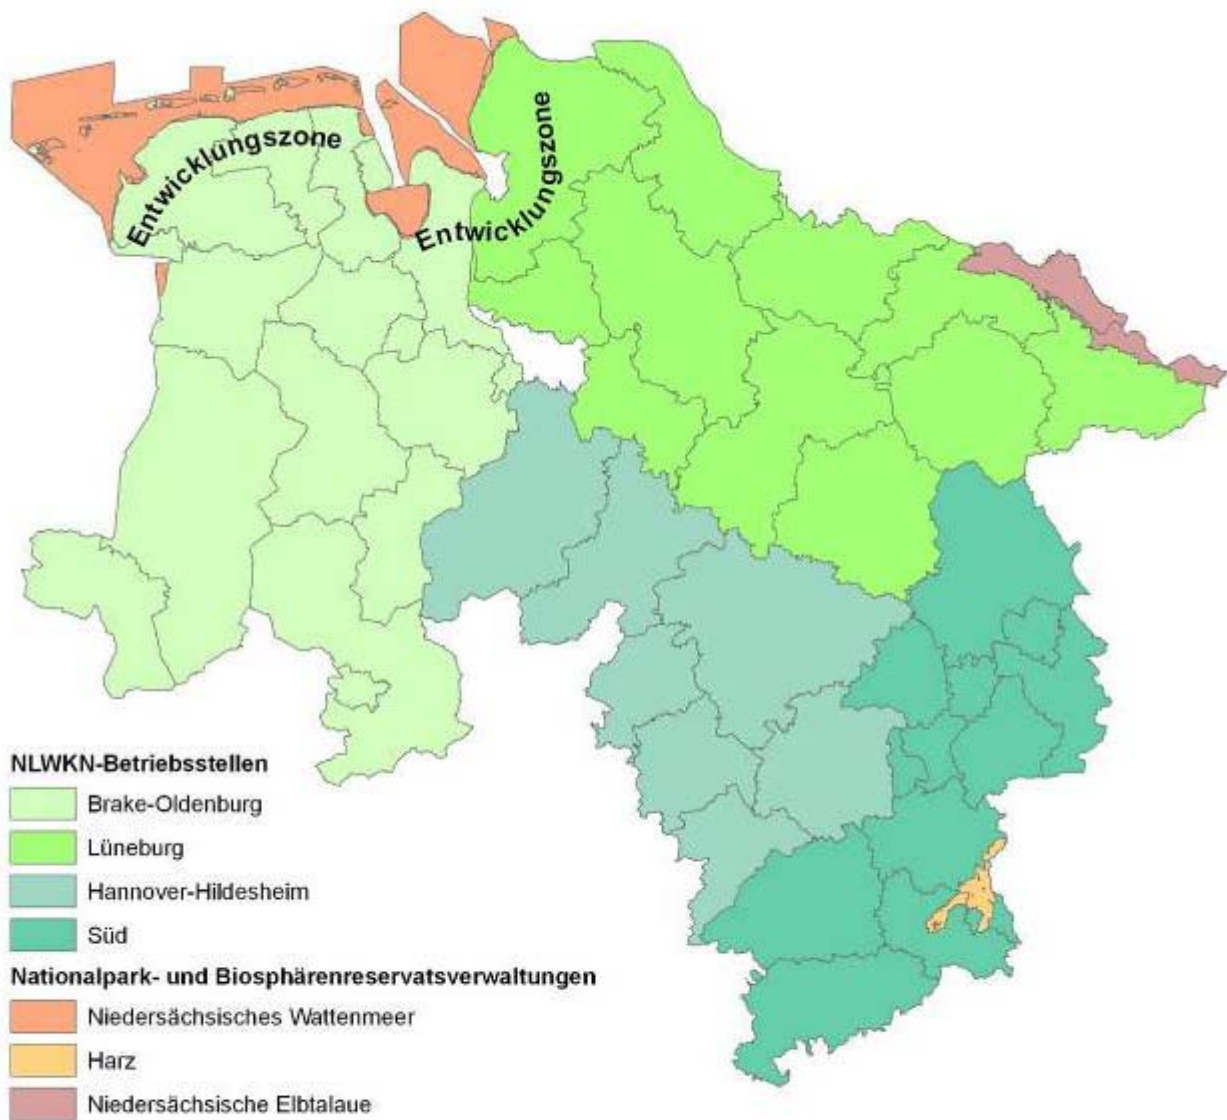 Entwicklungszone
Entwicklungszone
NLWKN-Betriebsstellen
Brake-Oldenburg
Lüneburg
Hannover-Hildesheim
Süd
Nationalpark- und Biosphärenreservatsverwaltungen
Niedersächsisches Wattenmeer
Harz
Niedersächsische Elbtalaue